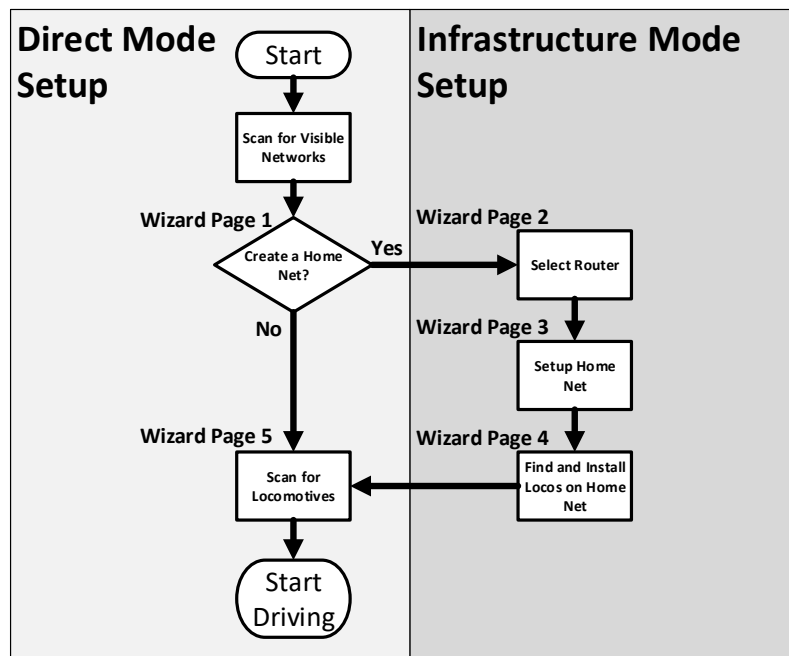 Direct Mode
Setup
Infrastructure Mode
Setup
Start
Scan for Visible
Networks
Wizard Page 1
Create a Home
Net?
Yes
No
Wizard Page 2
Select Router
Wizard Page 3
Setup Home
Net
Wizard Page 4
Find and Install
Locos on Home
Net
Wizard Page 5
Scan for
Locomotives
Start
Driving